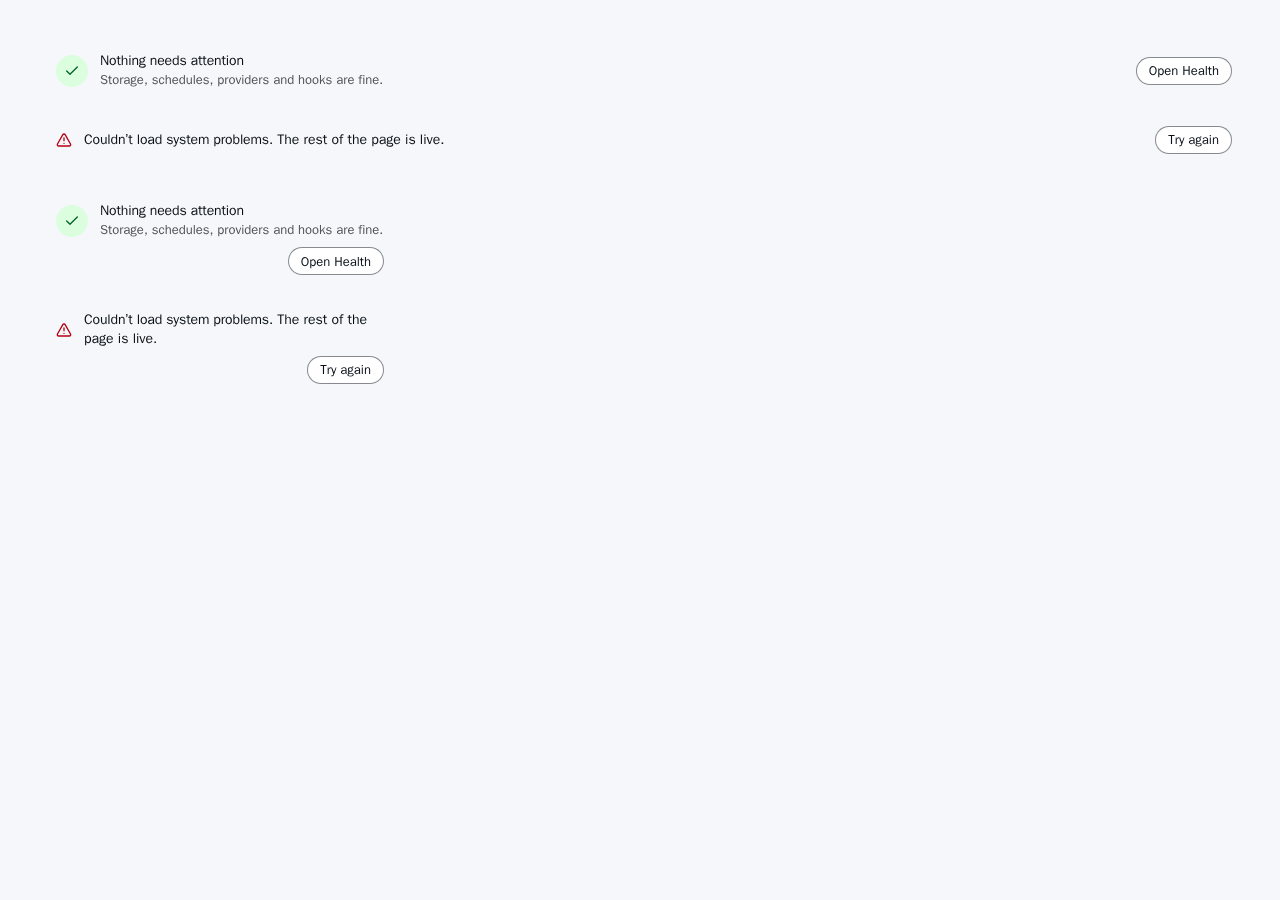 Nothing needs attention
Storage, schedules, providers and hooks are fine.
Open Health
Couldn't load system problems. The rest of the page is live.
Try again
Nothing needs attention
Storage, schedules, providers and hooks are fine.
Open Health
Couldn't load system problems. The rest of the
page is live.
Try again